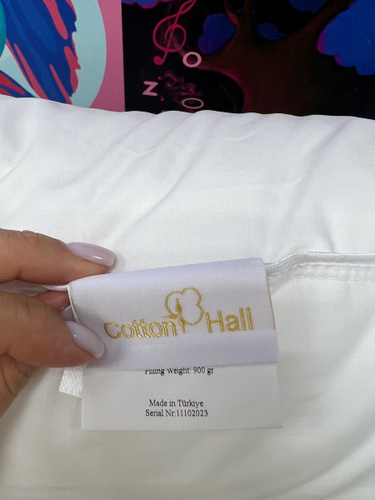 Z
O
O
Cotton Hall
Filling Weight: 900 gr
Made in Türkiye
Serial Nr:11102023